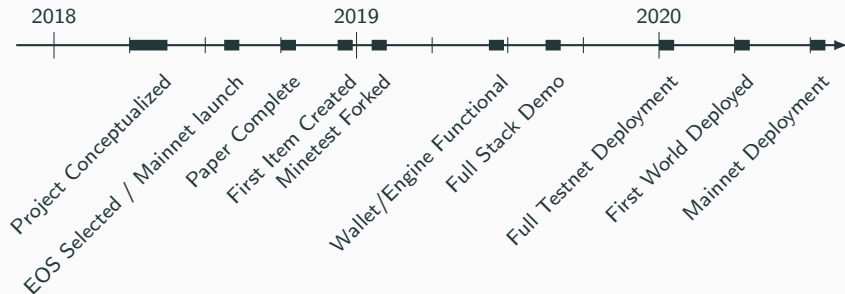 2018
2019
2020
Project Conceptualized
EOS Selected / Mainnet launch
Paper Complete
First Item Created
Minetest Forked
Wallet/Engine Functional
Full Stack Demo
Full Testnet Deployment
First World Deployed
Mainnet Deployment